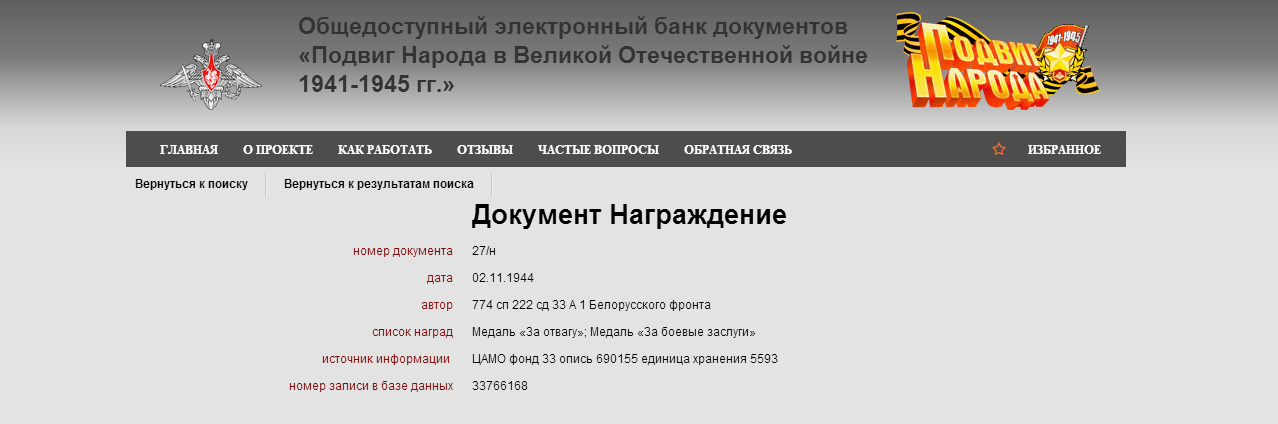 Общедоступный электронный банк документов
«Подвиг Народа в Великой Отечественной войне
1941-1945 гг.»
ПОДВИГ
НАРОДА
1941-1945
ГЛАВНАЯ О ПРОЕКТЕ КАК РАБОТАТЬ ОТЗЫВЫ ЧАСТЫЕ ВОПРОСЫ ОБРАТНАЯ СВЯЗЬ ИЗБРАННОЕ
Вернуться к поиску Вернуться к результатам поиска
Документ Награждение
номер документа 27/н
дата 02.11.1944
автор 774 сп 222 сд 33 А 1 Белорусского фронта
список наград Медаль «За отвагу»; Медаль «За боевые заслуги»
источник информации ЦАМО фонд 33 опись 690155 единица хранения 5593
номер записи в базе данных 33766168